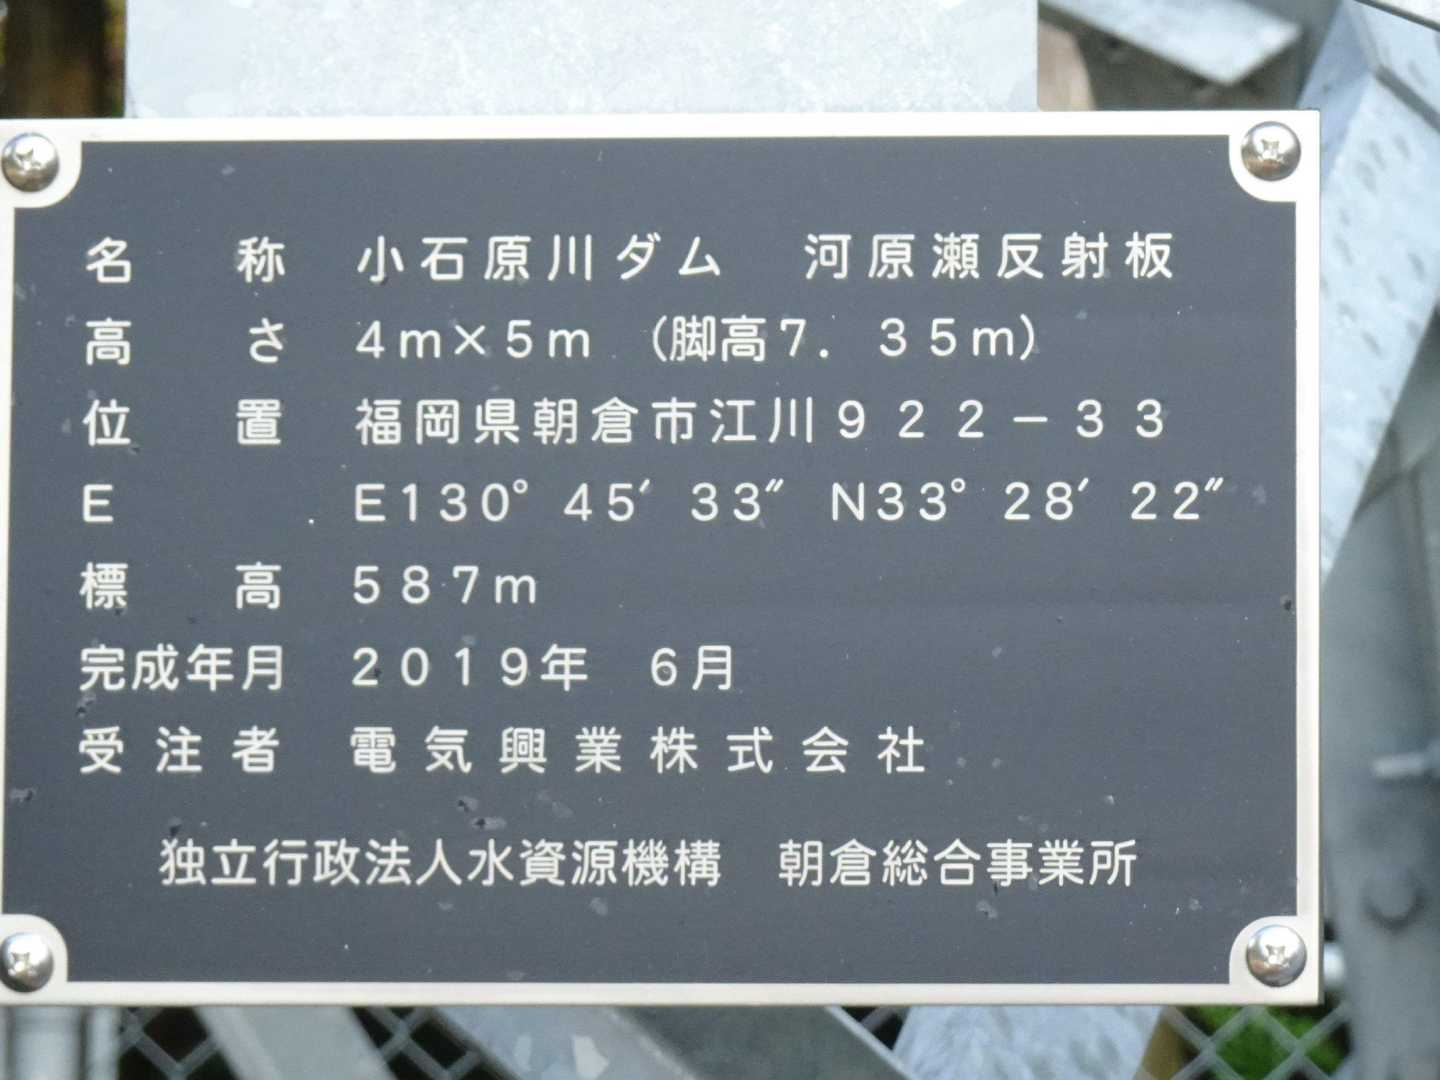 名称 小石原川ダム 河原瀬反射板
高さ 4m×5m (脚高7.35m)
位置 福岡県朝倉市江川922-33
E E130°45′33″ N33°28′22″
標高 587m
完成年月 2019年 6月
受注者 電気興業株式会社
独立行政法人水資源機構 朝倉総合事業所